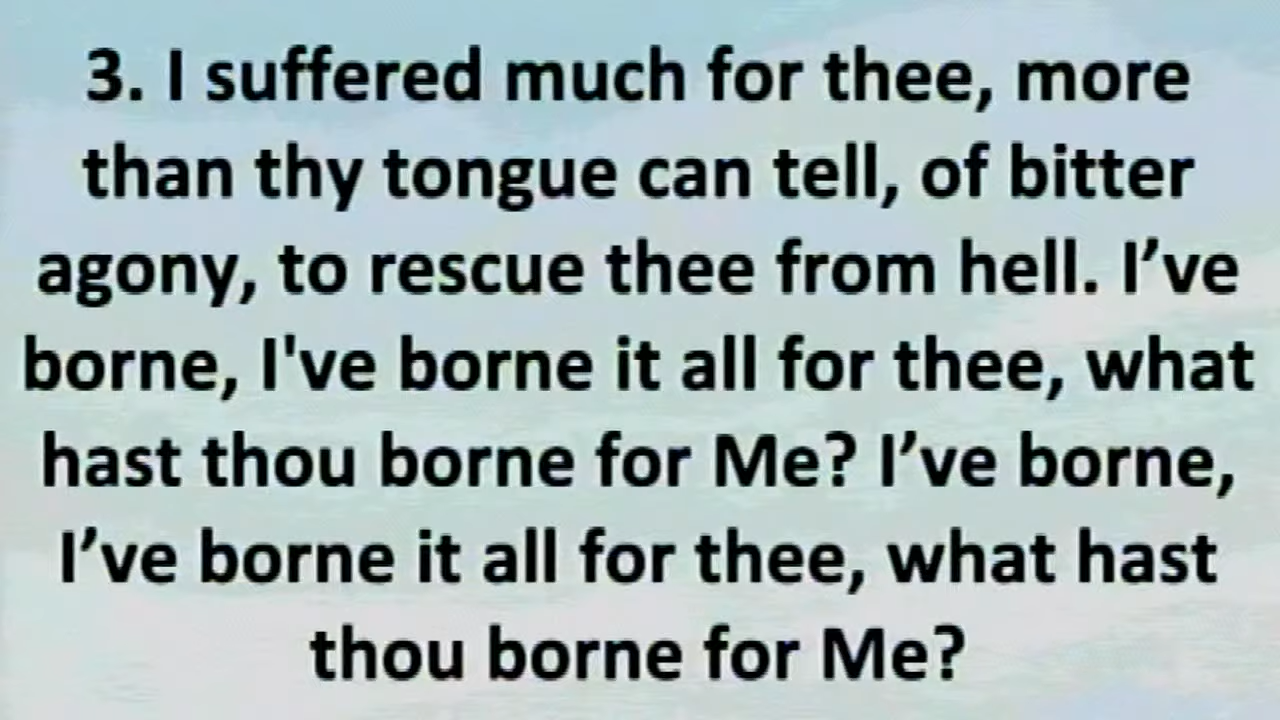 3. I suffered much for thee, more
than thy tongue can tell, of bitter
agony, to rescue thee from hell. I’ve
borne, I've borne it all for thee, what
hast thou borne for Me? I’ve borne,
I’ve borne it all for thee, what hast
thou borne for Me?